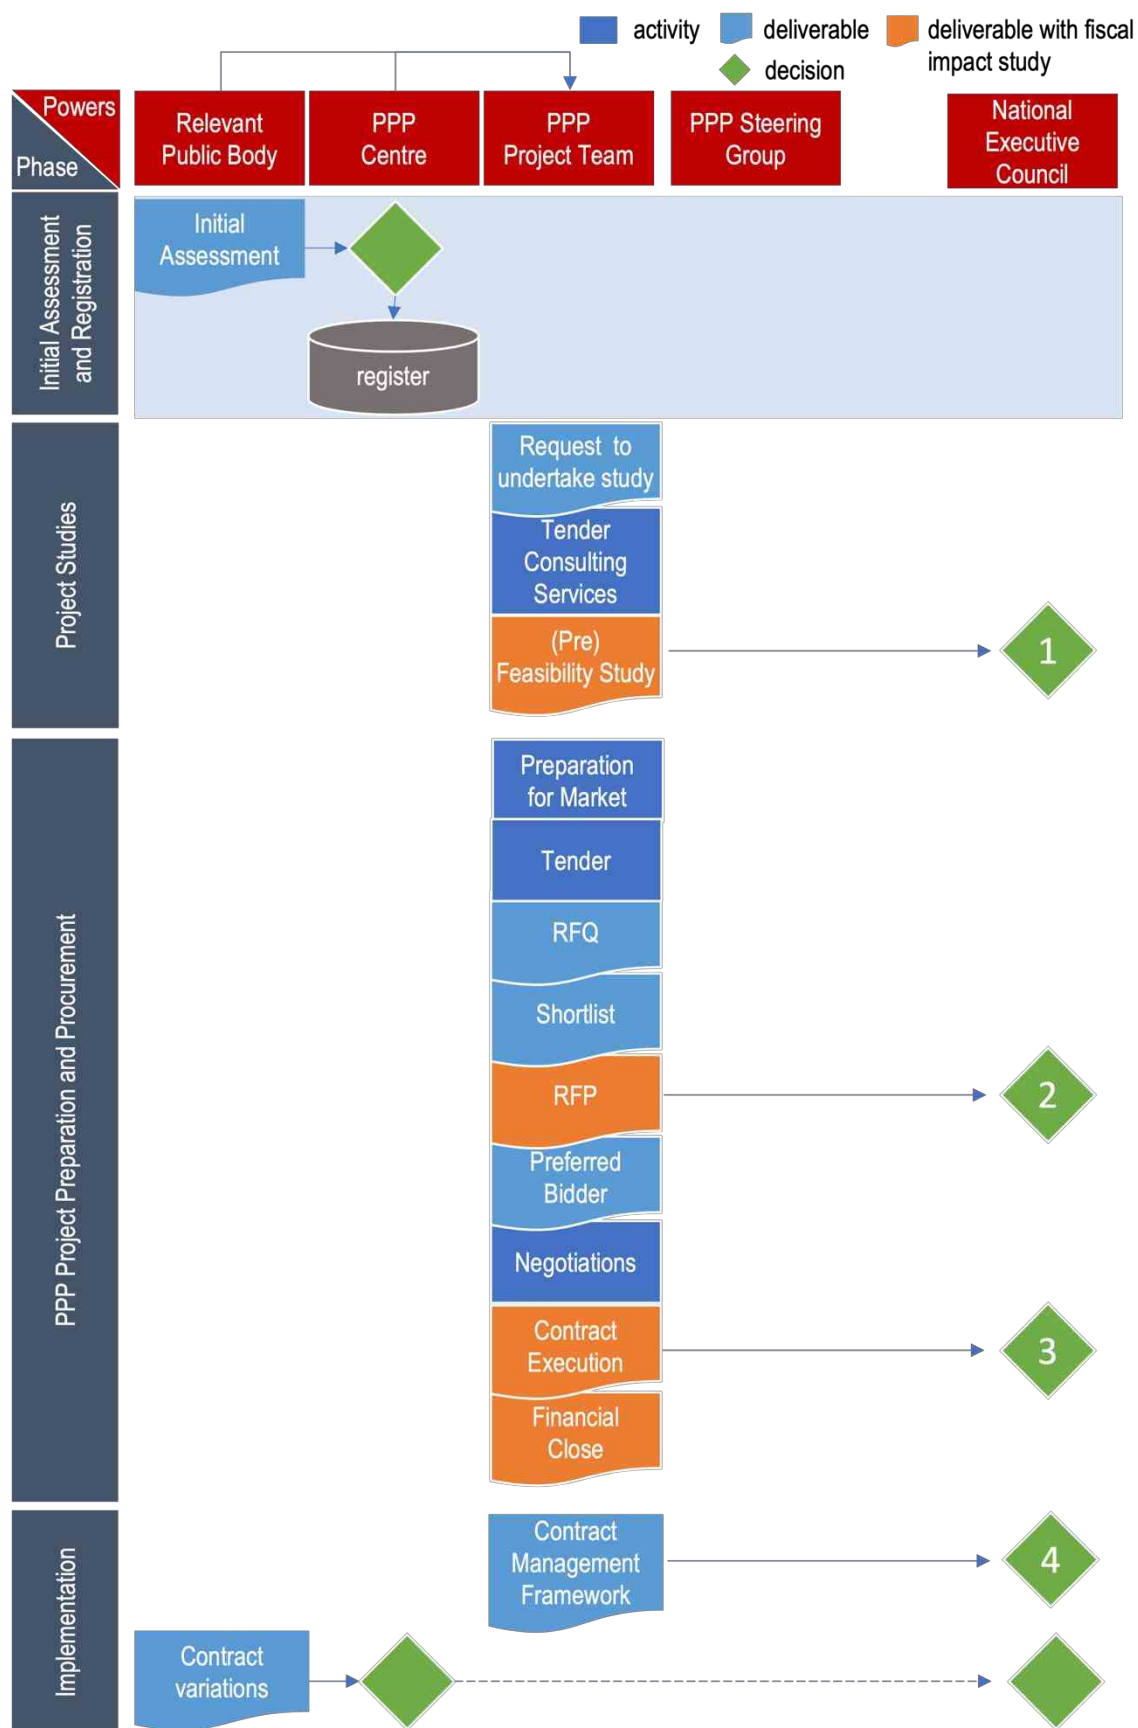 activity
deliverable
deliverable with fiscal
impact study
decision
Powers
Phase
Relevant
Public Body
PPP
Centre
PPP
Project Team
PPP Steering
Group
National
Executive
Council
Initial Assessment
and Registration
Initial
Assessment
register
Project Studies
Request to
undertake study
Tender
Consulting
Services
(Pre)
Feasibility Study
1
PPP Project Preparation and Procurement
Preparation
for Market
Tender
RFQ
Shortlist
RFP
2
Preferred
Bidder
Negotiations
Contract
Execution
3
Financial
Close
Implementation
Contract
Management
Framework
4
Contract
variations